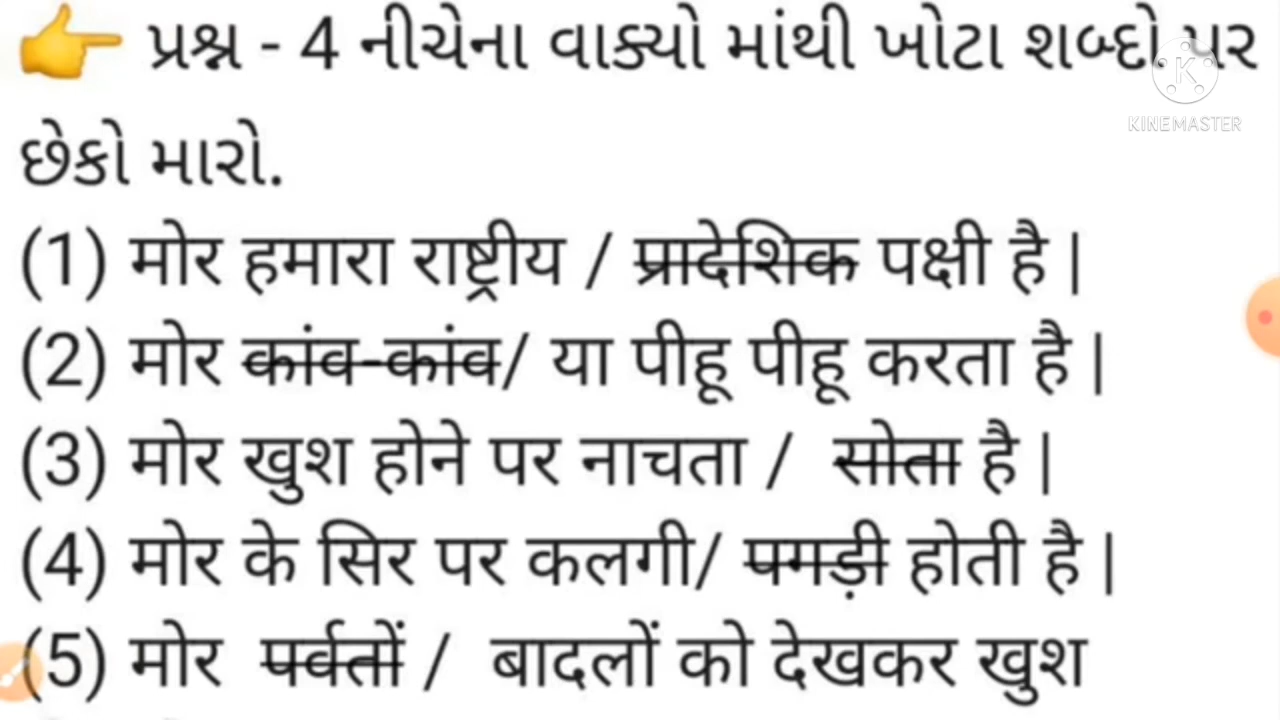 👉 પ્રશ્ન - 4 નીચેના વાક્યો માંથી ખોટા શબ્દો પર
KINEMASTER
છેકો મારો.
(1) मोर हमारा राष्ट्रीय / प्रादेशिक पक्षी है |
(2) मोर कांव-कांव/ या पीहू पीहू करता है |
(3) मोर खुश होने पर नाचता / सोता है |
(4) मोर के सिर पर कलगी/ पगड़ी होती है |
(5) मोर पर्वतों / बादलों को देखकर खुश